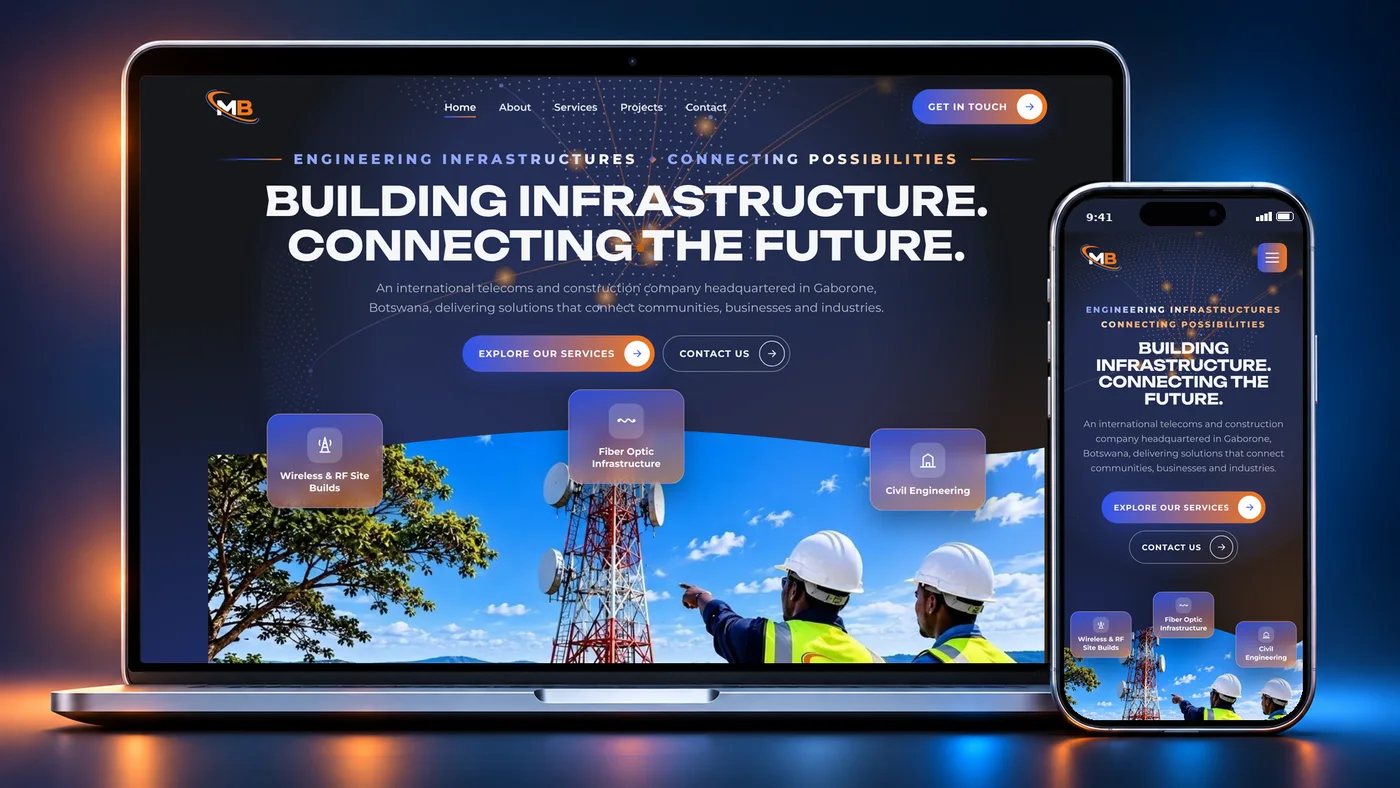 MB
Home About Services Projects Contact
GET IN TOUCH
ENGINEERING INFRASTRUCTURES CONNECTING POSSIBILITIES
BUILDING INFRASTRUCTURE.
CONNECTING THE FUTURE.
An international telecoms and construction company headquartered in Gaborone,
Botswana, delivering solutions that connect communities, businesses and industries.
EXPLORE OUR SERVICES
CONTACT US
Wireless & RF Site
Builds
Fiber Optic
Infrastructure
Civil Engineering
9:41
MB
ENGINEERING INFRASTRUCTURES
CONNECTING POSSIBILITIES
BUILDING
INFRASTRUCTURE.
CONNECTING THE
FUTURE.
An international telecoms and construction
company headquartered in Gaborone,
Botswana, delivering solutions that connect
communities, businesses and industries.
EXPLORE OUR SERVICES
CONTACT US
Wireless & RF
Site Builds
Fiber Optic
Infrastructure
Civil
Engineering